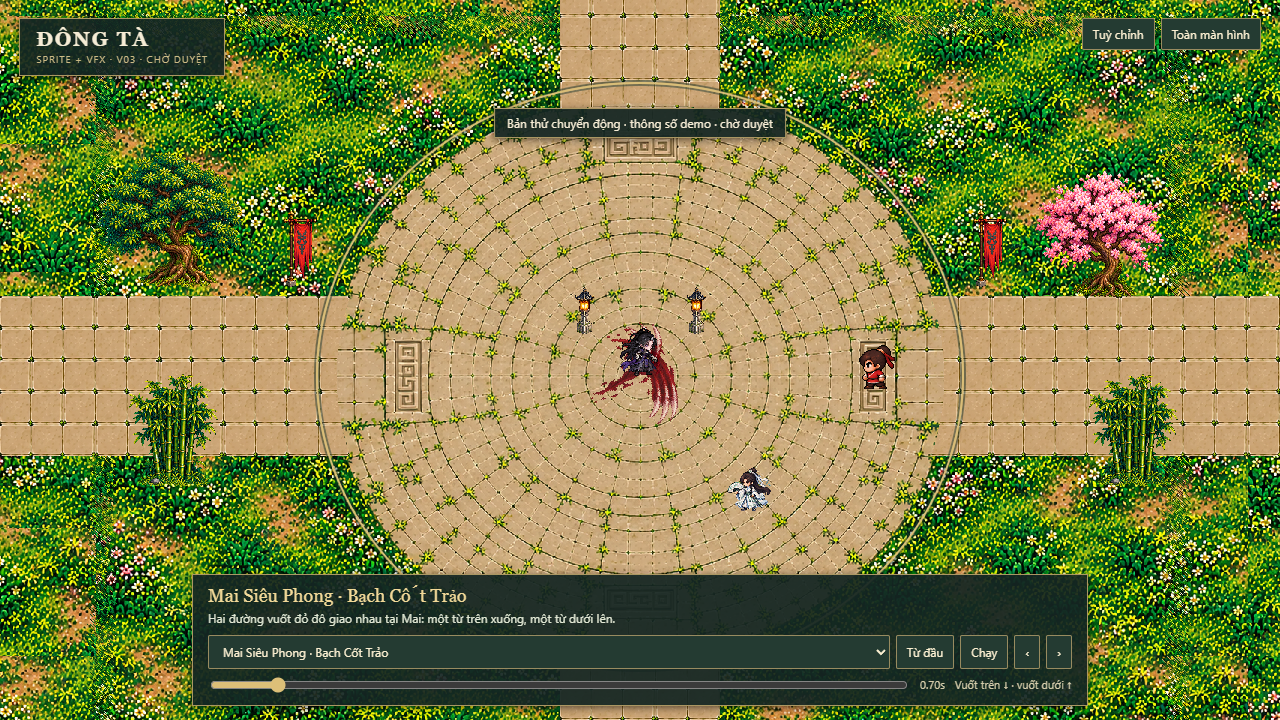 ĐÔNG TÀ
SPRITE + VFX · V03 · CHỜ DUYỆT
Tuỳ chỉnh
Toàn màn hình
Bản thử chuyển động · thông số demo · chờ duyệt
Mai Siêu Phong · Bạch Cốt Trảo
Hai đường vuốt đỏ đô giao nhau tại Mai: một từ trên xuống, một từ dưới lên.
Mai Siêu Phong · Bạch Cốt Trảo
Từ đầu
Chạy
‹
›
0.70s
Vuốt trên ↓ · vuốt dưới ↑